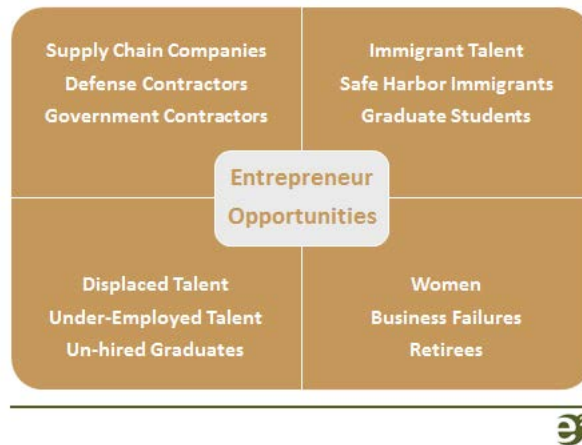 Supply Chain Companies
Defense Contractors
Government Contractors
Immigrant Talent
Safe Harbor Immigrants
Graduate Students
Entrepreneur
Opportunities
Displaced Talent
Under-Employed Talent
Un-hired Graduates
Women
Business Failures
Retirees